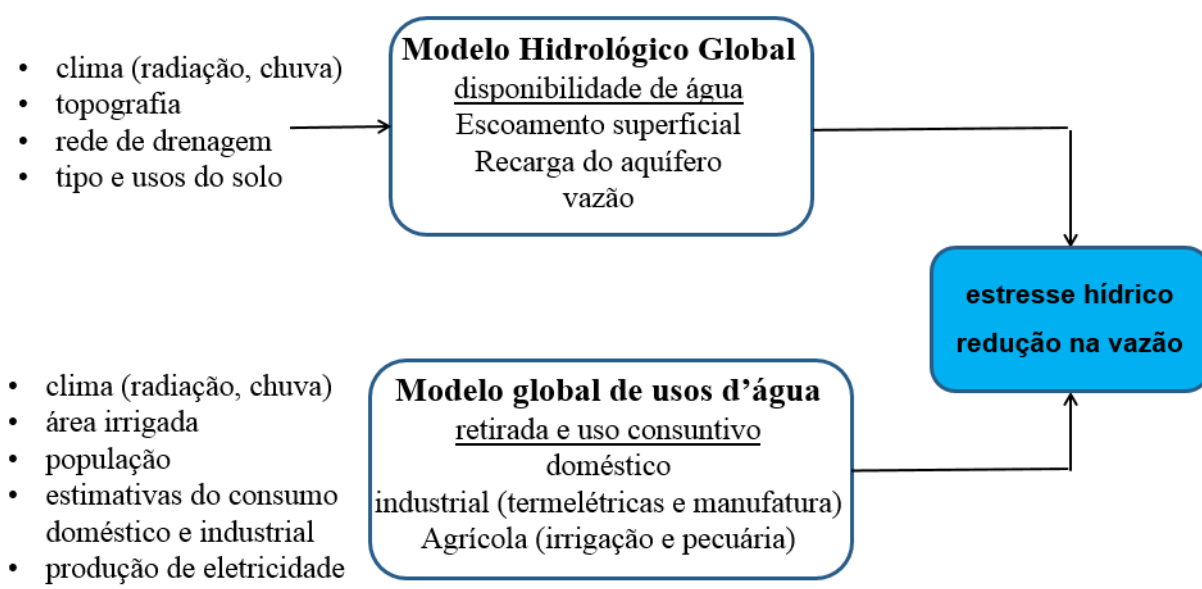 • clima (radiação, chuva)
• topografia
• rede de drenagem
• tipo e usos do solo
Modelo Hidrológico Global
disponibilidade de água
Escoamento superficial
Recarga do aquífero
vazão
estresse hídrico
redução na vazão
• clima (radiação, chuva)
• área irrigada
• população
• estimativas do consumo
doméstico e industrial
• produção de eletricidade
Modelo global de usos d’água
retirada e uso consuntivo
doméstico
industrial (termelétricas e manufatura)
Agrícola (irrigação e pecuária)